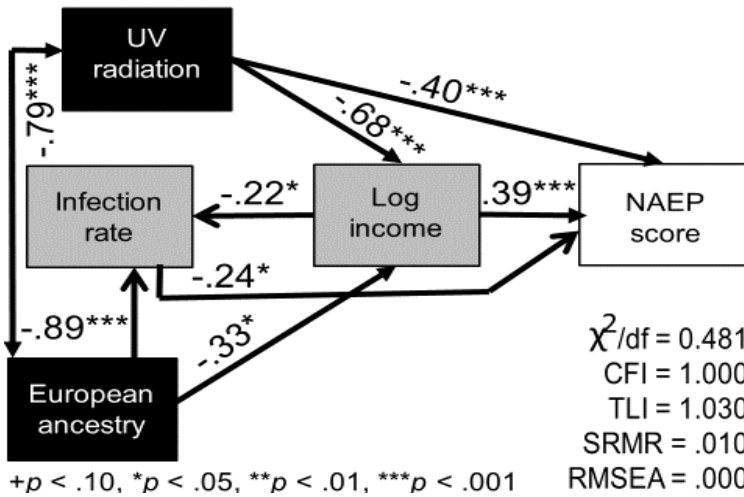 UV
radiation
-.79***
-.40***
-.68***
Infection
rate
-.22*
Log
income
.39***
NAEP
score
-.24*
-.89***
-.33*
European
ancestry
χ²/df = 0.481
CFI = 1.000
TLI = 1.030
SRMR = .010
RMSEA = .000
+p < .10, *p < .05, **p < .01, ***p < .001